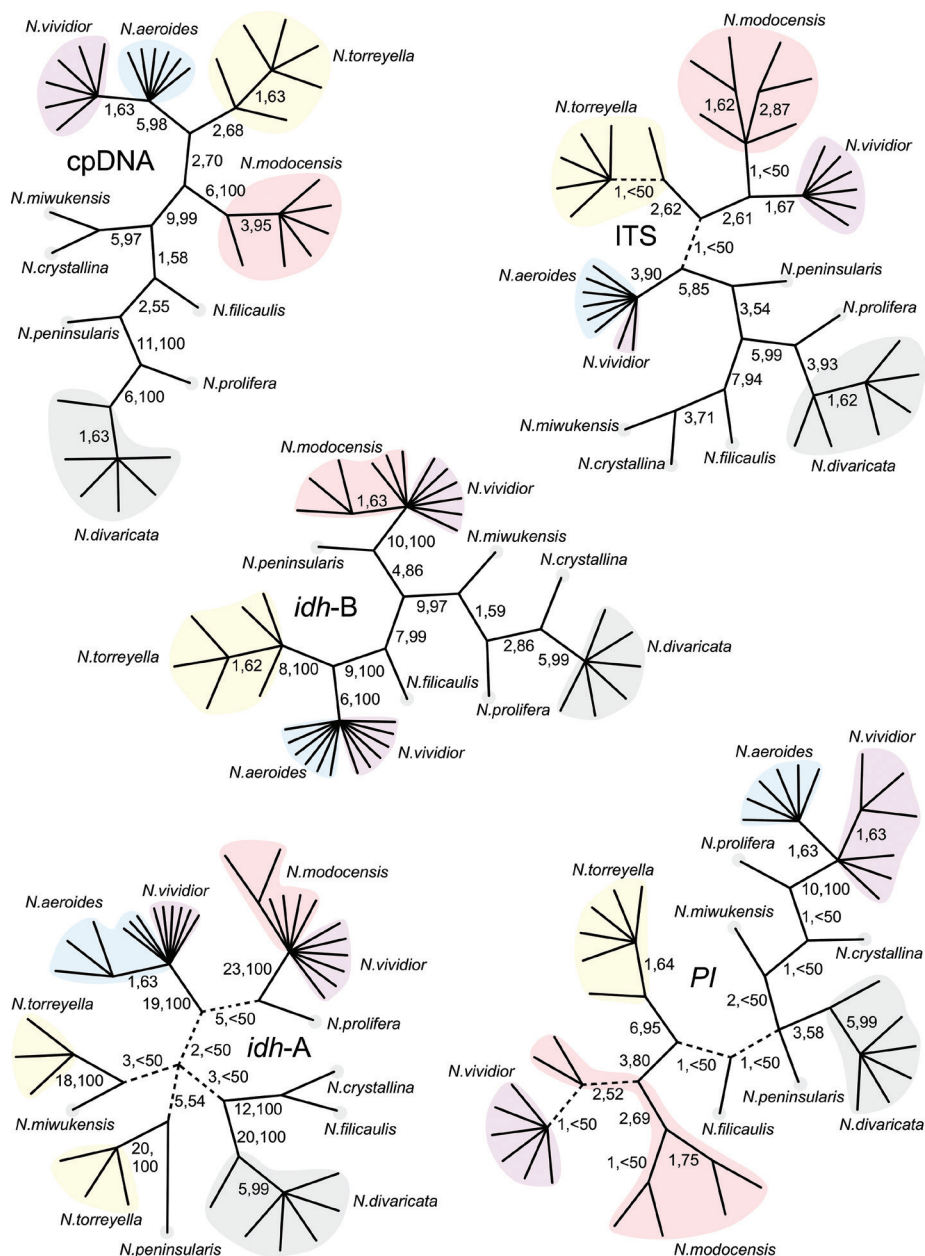 N.vividior
N.aeroides
N.torreyella
1,63
5,98
1,63
2,68
cpDNA
2,70
N.modocensis
6,100
N.miwukensis
9,99
3,95
5,97
N.crystallina
1,58
2,55
N.filicaulis
N.peninsularis
11,100
6,100
N.prolifera
1,63
N.divaricata
N.modocensis
1,62
2,87
N.torreyella
N.vividior
1,<50
1,<50
2,62
2,61
1,67
ITS
1,<50
N.aeroides
3,90
5,85
N.peninsularis
3,54
N.prolifera
N.vividior
5,99
3,93
7,94
1,62
N.miwukensis
3,71
N.crystallina
N.filicaulis
N.divaricata
N.modocensis
1,63
N.vividior
N.miwukensis
10,100
N.peninsularis
4,86
N.crystallina
idh-B
9,97
1,59
7,99
2,86
N.torreyella
1,62
8,100
9,100
5,99
N.divaricata
N.filicaulis
6,100
N.prolifera
N.aeroides
N.vividior
N.modocensis
N.aeroides
N.vividior
1,63
23,100
N.vividior
19,100
N.torreyella
5,<50
N.prolifera
idh-A
2,<50
3,<50
3,<50
18,100
N.crystallina
5,54
12,100
N.miwukensis
N.filicaulis
20,
100
20,100
5,99
N.torreyella
N.divaricata
N.peninsularis
N.vividior
N.aeroides
N.prolifera
1,63
1,63
N.torreyella
10,100
N.miwukensis
1,<50
1,64
N.crystallina
PI
1,<50
2,<50
6,95
3,58
5,99
3,80
1,<50
1,<50
N.vividior
N.peninsularis
2,52
N.filicaulis
N.divaricata
1,<50
2,69
1,<50
1,75
N.modocensis